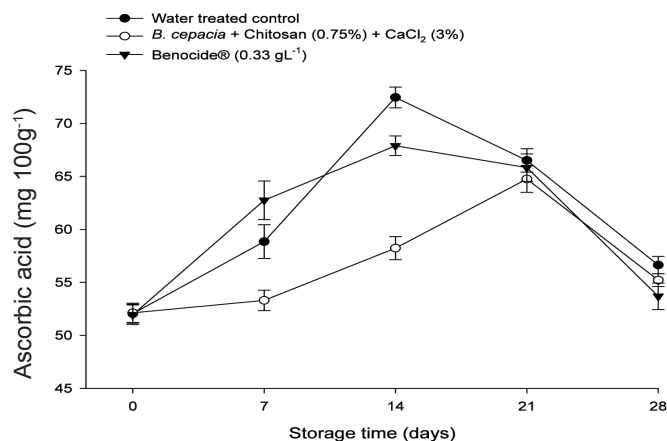 Water treated control
B. cepacia + Chitosan (0.75%) + CaCl₂ (3%)
Benocide® (0.33 gL⁻¹)
75
70
65
60
55
50
45
Ascorbic acid (mg 100g⁻¹)
0 7 14 21 28
Storage time (days)